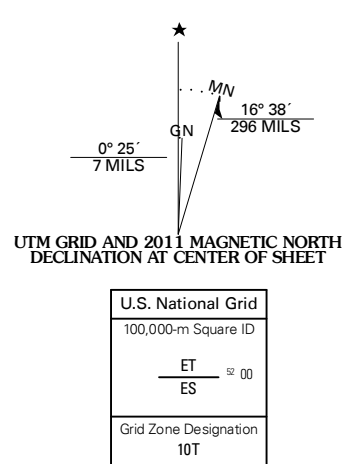 ★
MN
16° 38´
296 MILS
GN
0° 25´
7 MILS
UTM GRID AND 2011 MAGNETIC NORTH
DECLINATION AT CENTER OF SHEET
U.S. National Grid
100,000-m Square ID
ET
52 00
ES
Grid Zone Designation
10T